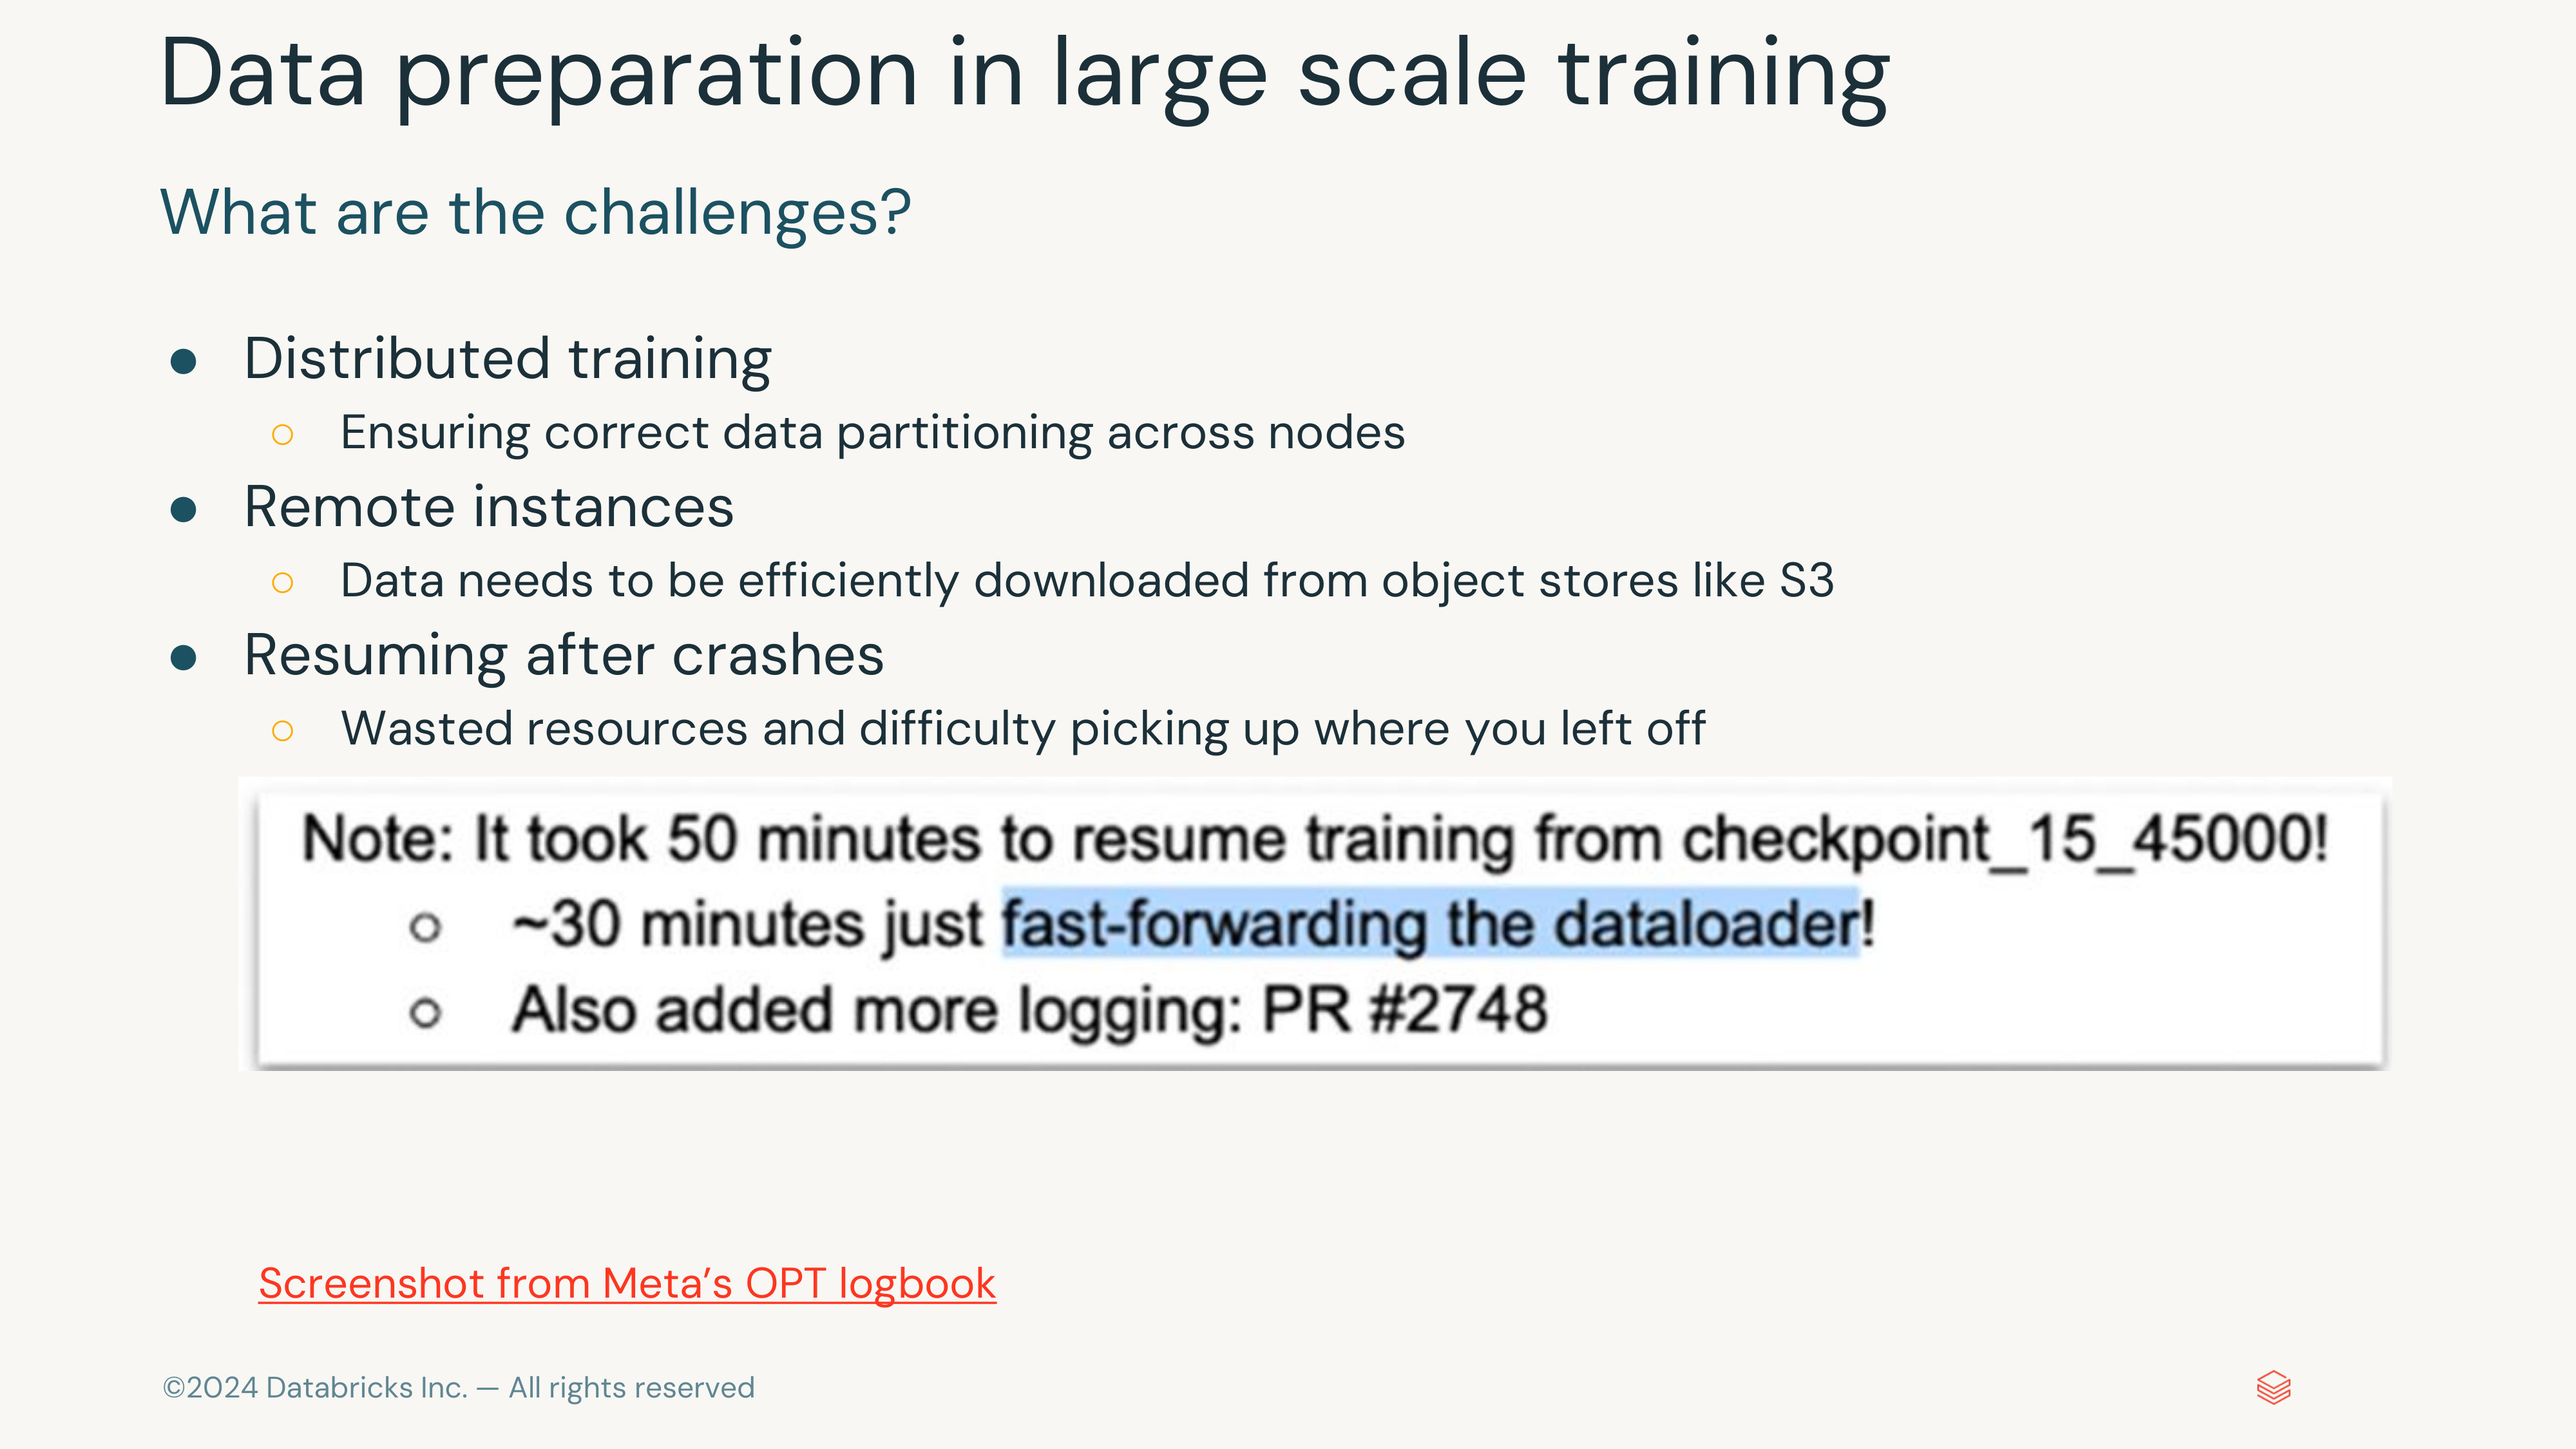 Data preparation in large scale training
What are the challenges?
● Distributed training
○ Ensuring correct data partitioning across nodes
● Remote instances
○ Data needs to be efficiently downloaded from object stores like S3
● Resuming after crashes
○ Wasted resources and difficulty picking up where you left off
Note: It took 50 minutes to resume training from checkpoint_15_45000!
○ ~30 minutes just fast-forwarding the dataloader!
○ Also added more logging: PR #2748
Screenshot from Meta’s OPT logbook
©2024 Databricks Inc. — All rights reserved